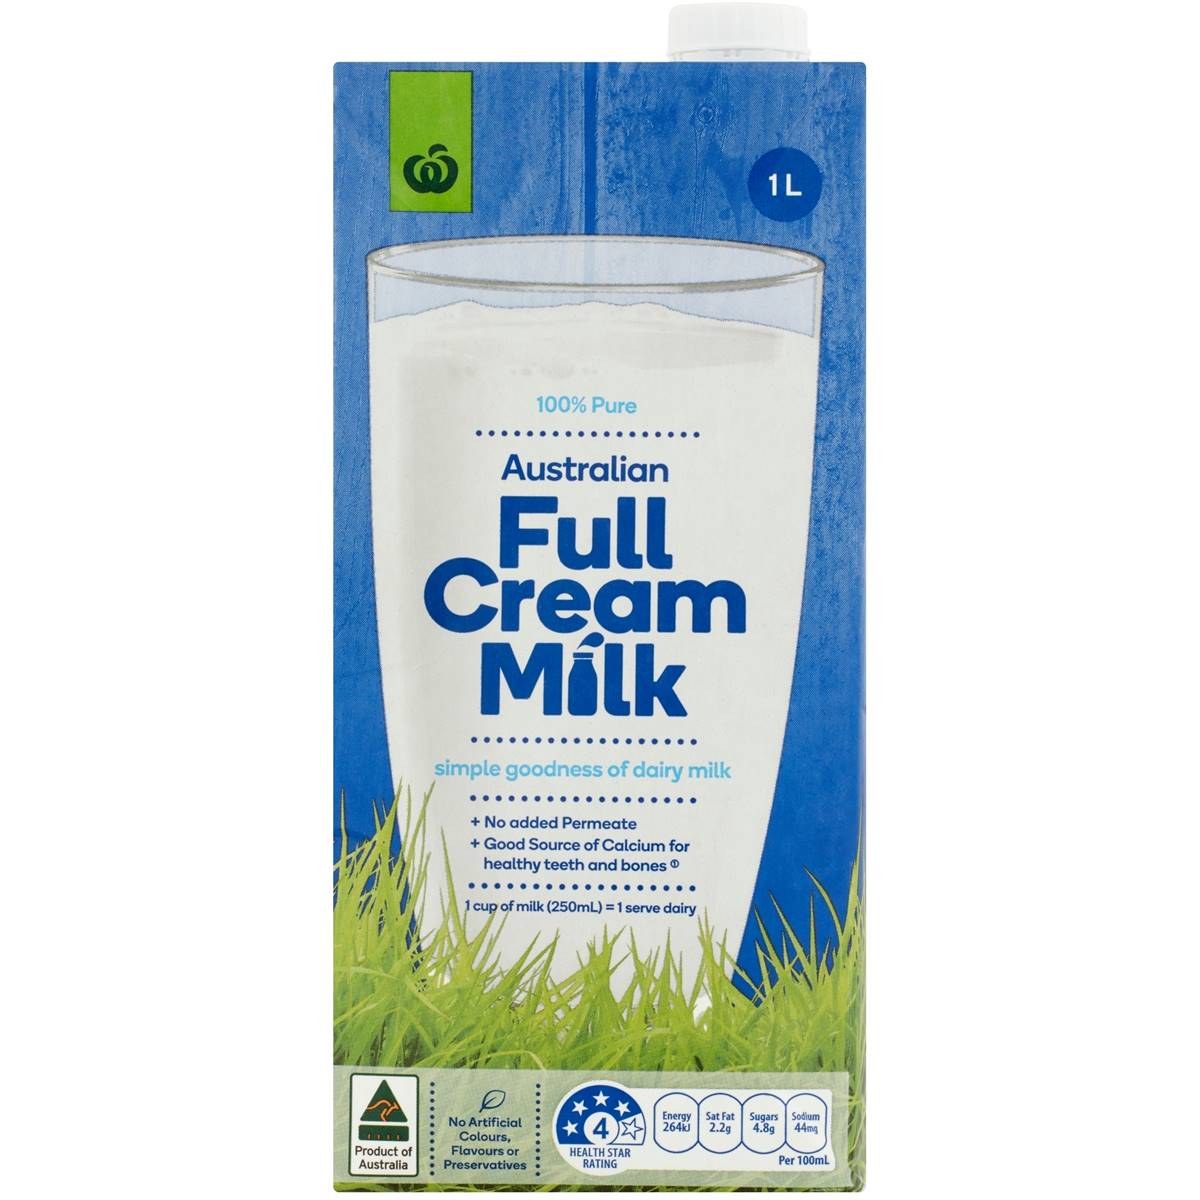 1 L
100% Pure
Australian
Full
Cream
Milk
simple goodness of dairy milk
+ No added Permeate
+ Good Source of Calcium for
healthy teeth and bones ①
1 cup of milk (250mL) = 1 serve dairy
Product of
Australia
No Artificial
Colours,
Flavours or
Preservatives
4
HEALTH STAR
RATING
Energy
264kJ
Sat Fat
2.2g
Sugars
4.8g
Sodium
44mg
Per 100mL